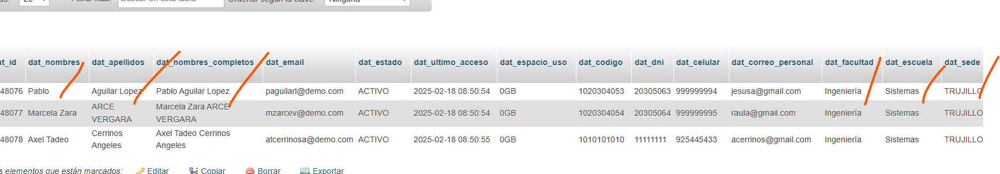 Filtrar filas: Buscar en esta tabla Ordenar según la clave: Ninguna
dat_nombres dat_apellidos dat_nombres_completos dat_email dat_estado dat_ultimo_acceso dat_espacio_uso dat_codigo dat_dni dat_celular dat_correo_personal dat_facultad dat_escuela dat_sede
48076 Pablo Aguilar Lopez Pablo Aguilar Lopez paguilarl@demo.com ACTIVO 2025-02-18 08:50:54 0GB 1020304053 20305063 999999994 jesusa@gmail.com Ingeniería Sistemas TRUJILLO
48077 Marcela Zara ARCE VERGARA Marcela Zara ARCE VERGARA mzarcev@demo.com ACTIVO 2025-02-18 08:50:54 0GB 1020304054 20305064 999999995 raula@gmail.com Ingeniería Sistemas TRUJILLO
48078 Axel Tadeo Cerrinos Angeles Axel Tadeo Cerrinos Angeles atcerrinosa@demo.com ACTIVO 2025-02-18 08:50:55 0GB 1010101010 11111111 925445433 acerrinos@gmail.com Ingeniería Sistemas TRUJILLO
s elementos que están marcados: Editar Copiar Borrar Exportar